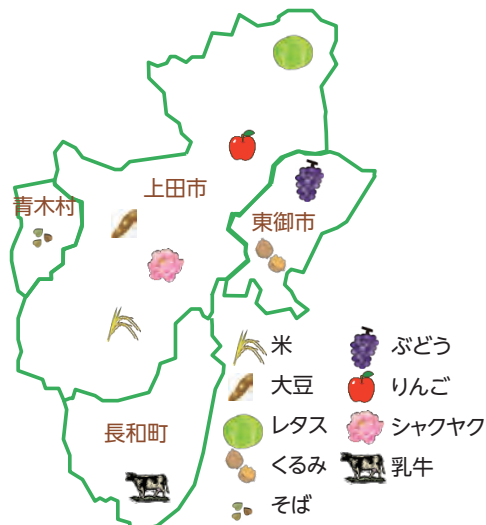 上田市
青木村
東御市
長和町
米
大豆
レタス
くるみ
そば
ぶどう
りんご
シャクヤク
乳牛